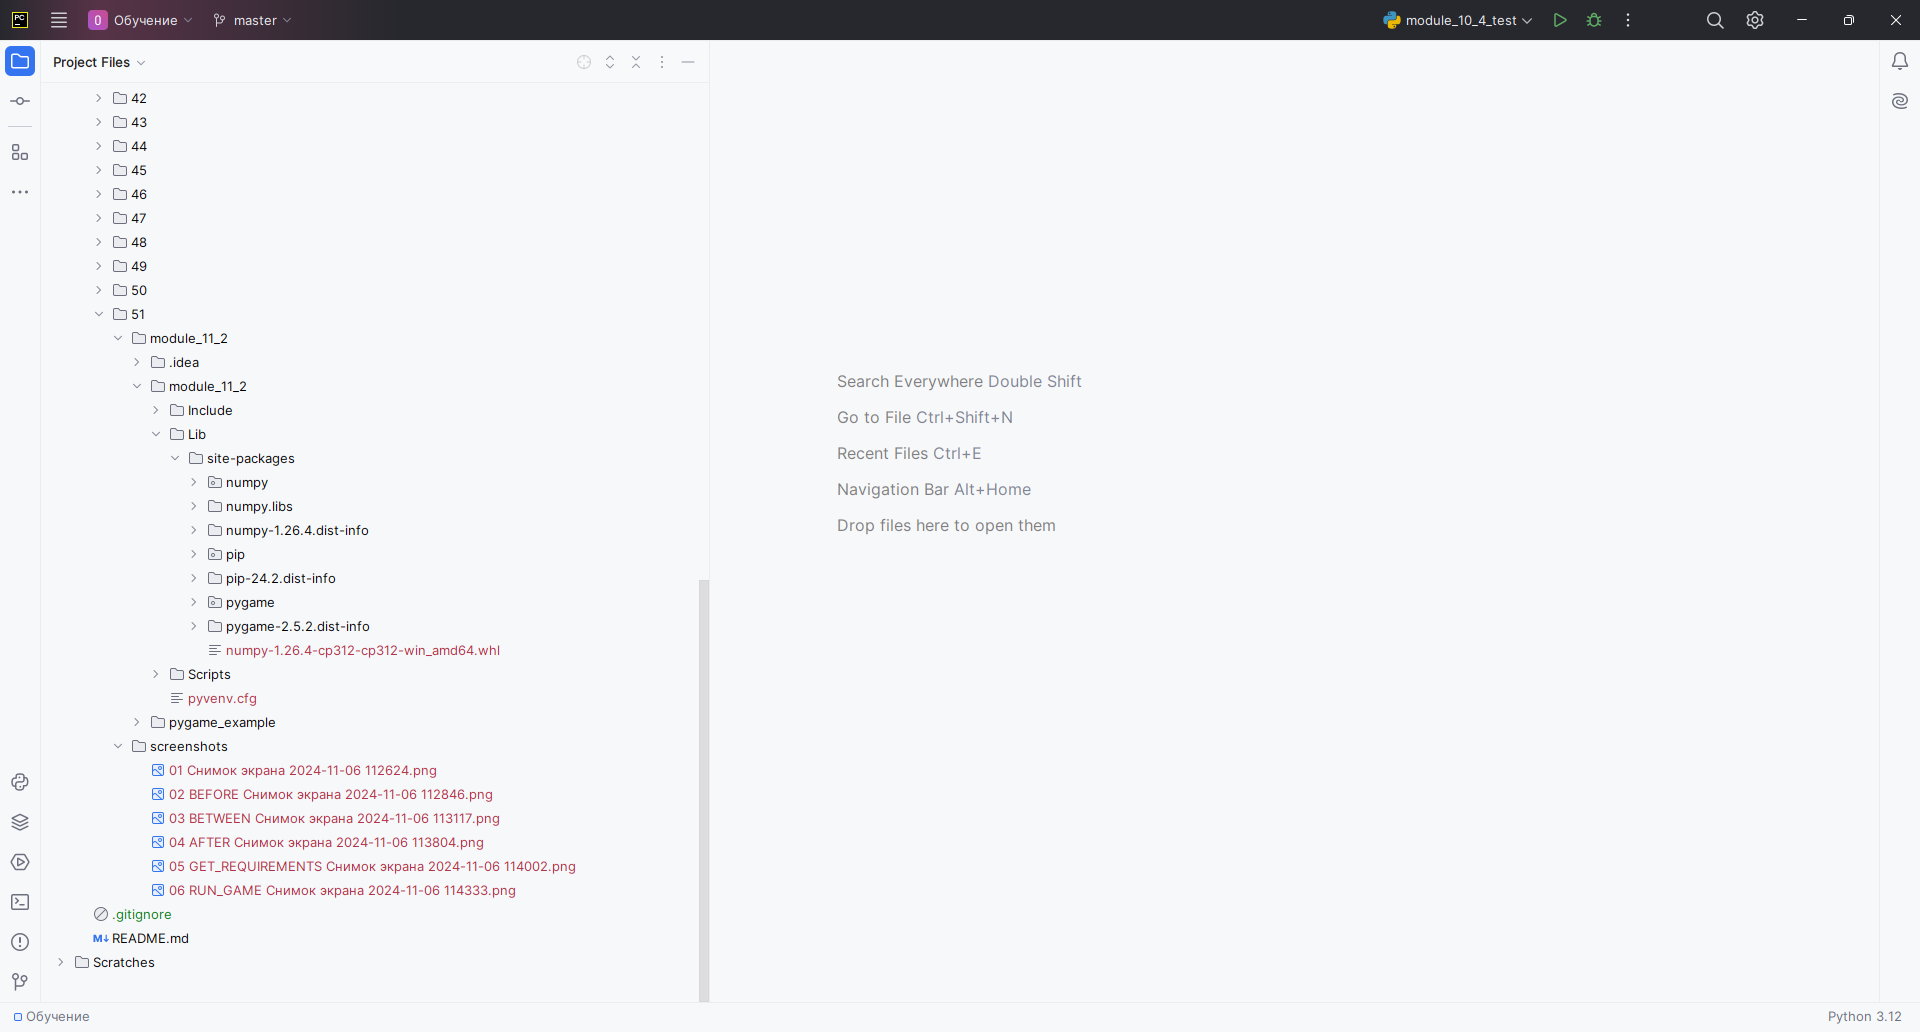 PC
О Обучение master module_10_4_test
Project Files
42
43
44
45
46
47
48
49
50
51
module_11_2
.idea
module_11_2
Include
Lib
site-packages
numpy
numpy.libs
numpy-1.26.4.dist-info
pip
pip-24.2.dist-info
pygame
pygame-2.5.2.dist-info
numpy-1.26.4-cp312-cp312-win_amd64.whl
Scripts
pyvenv.cfg
pygame_example
screenshots
01 Снимок экрана 2024-11-06 112624.png
02 BEFORE Снимок экрана 2024-11-06 112846.png
03 BETWEEN Снимок экрана 2024-11-06 113117.png
04 AFTER Снимок экрана 2024-11-06 113804.png
05 GET_REQUIREMENTS Снимок экрана 2024-11-06 114002.png
06 RUN_GAME Снимок экрана 2024-11-06 114333.png
.gitignore
M↓ README.md
Scratches
Search Everywhere Double Shift
Go to File Ctrl+Shift+N
Recent Files Ctrl+E
Navigation Bar Alt+Home
Drop files here to open them
Обучение
Python 3.12